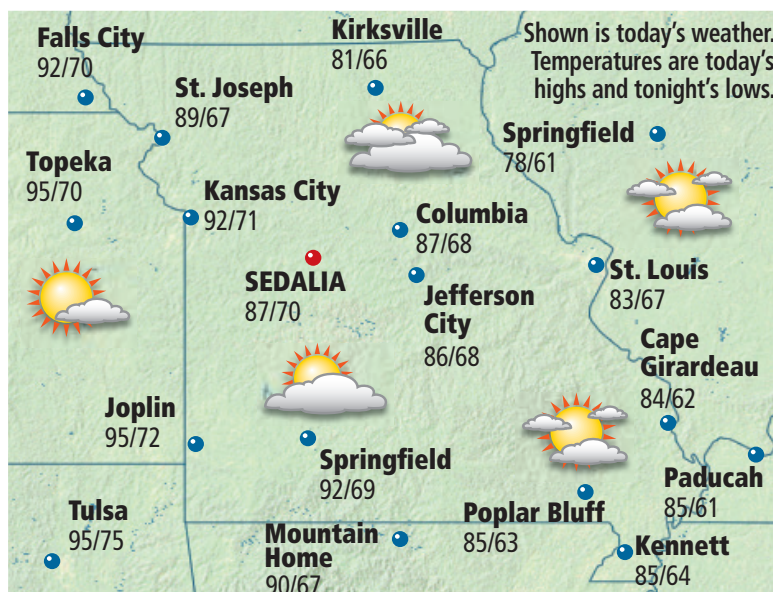 Falls City
92/70
Kirksville
81/66
Shown is today's weather.
Temperatures are today's
highs and tonight's lows.
St. Joseph
89/67
Springfield
78/61
Topeka
95/70
Kansas City
92/71
Columbia
87/68
SEDALIA
87/70
Jefferson
City
86/68
St. Louis
83/67
Cape
Girardeau
84/62
Joplin
95/72
Springfield
92/69
Poplar Bluff
85/63
Paducah
85/61
Tulsa
95/75
Mountain
Home
90/67
Kennett
85/64